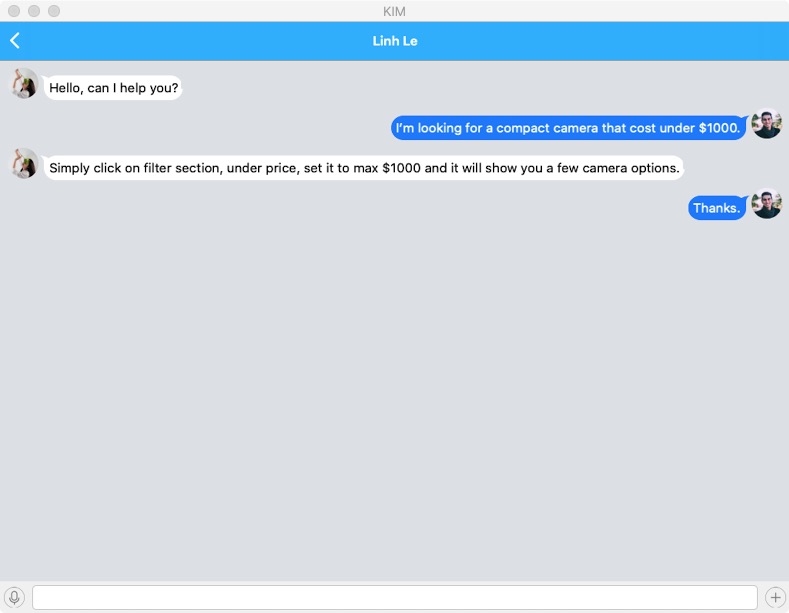 KIM
Linh Le
Hello, can I help you?
I'm looking for a compact camera that cost under $1000.
Simply click on filter section, under price, set it to max $1000 and it will show you a few camera options.
Thanks.